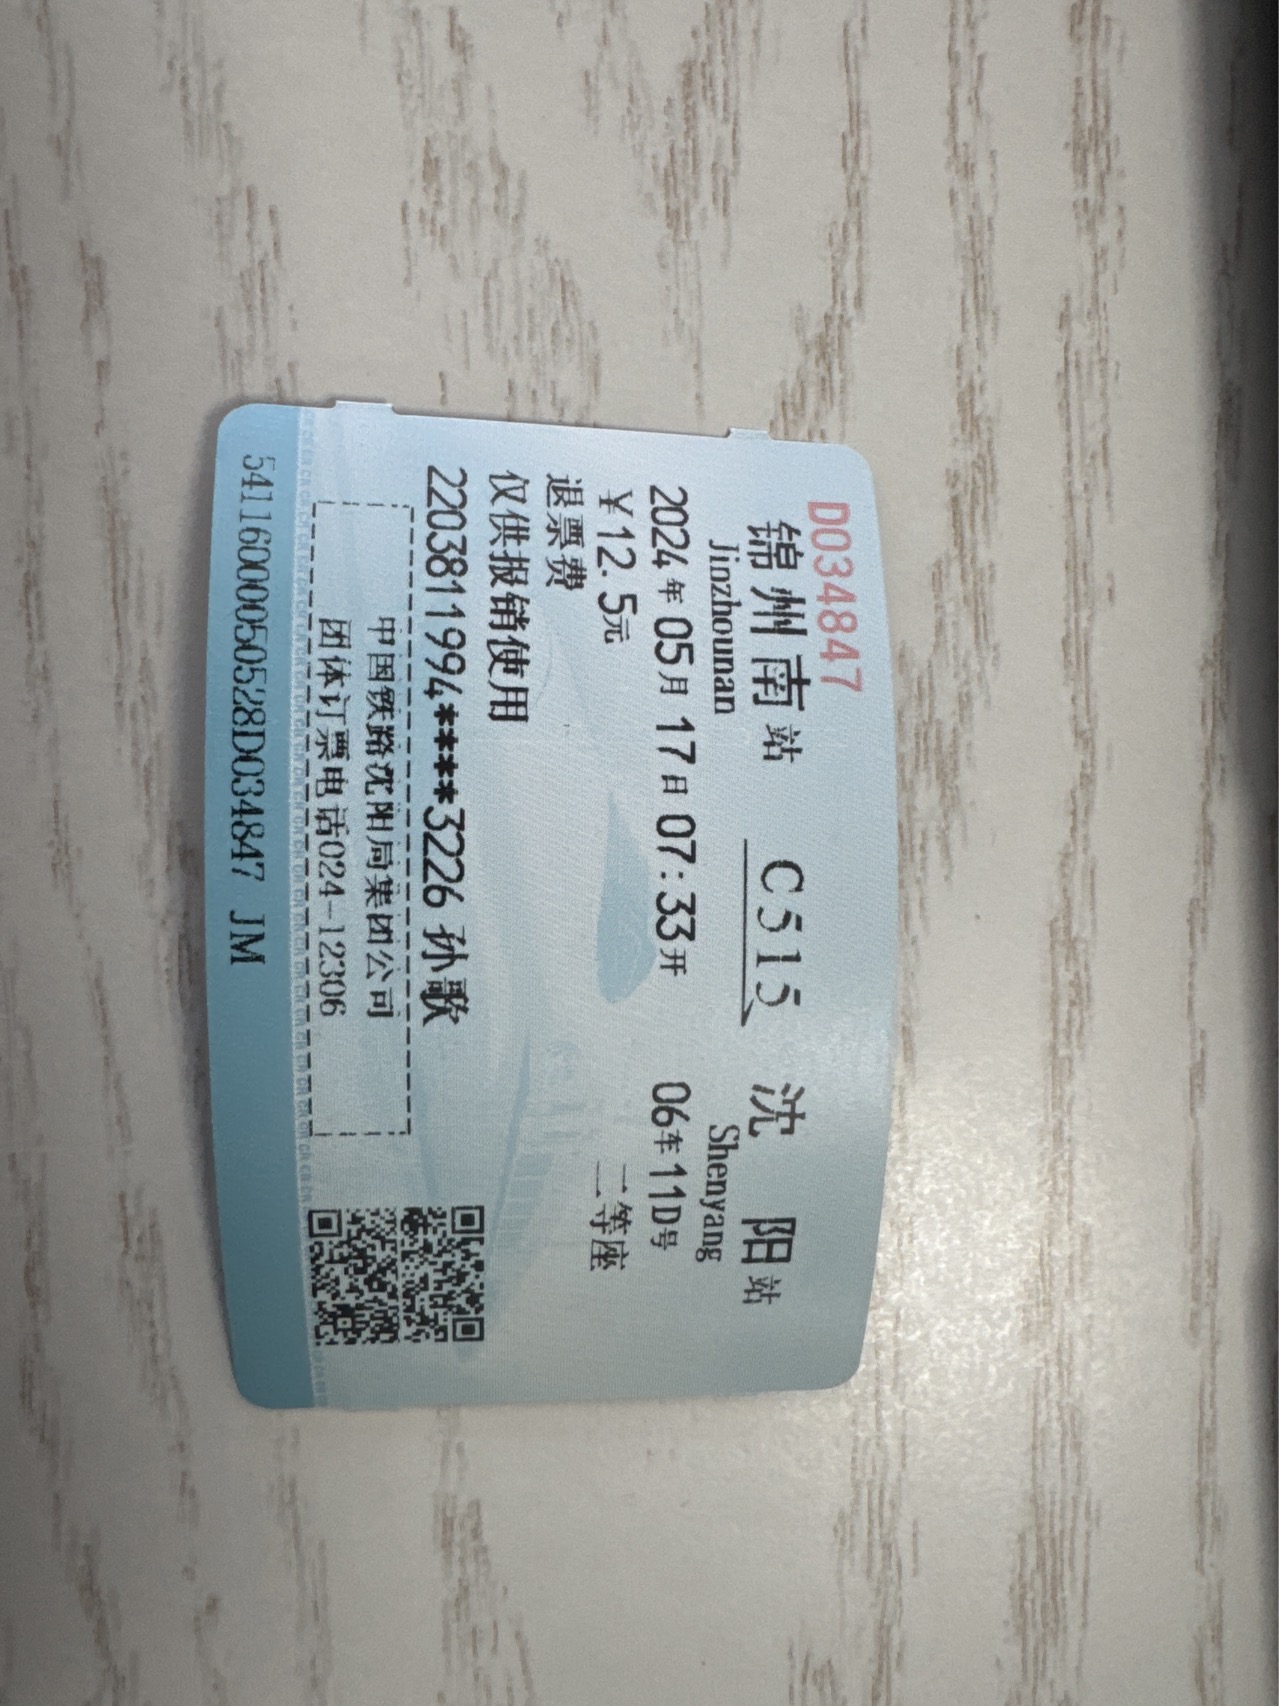 D034847
锦州南站 C515 沈阳站
Jinzhounan Shenyang
2024年05月17日07:33开 06车11D号
￥12.5元 二等座
退票费
仅供报销使用
2203811994****3226 孙歌
中国铁路沈阳局集团公司
团体订票电话024-12306
5411600050528D034847 JM